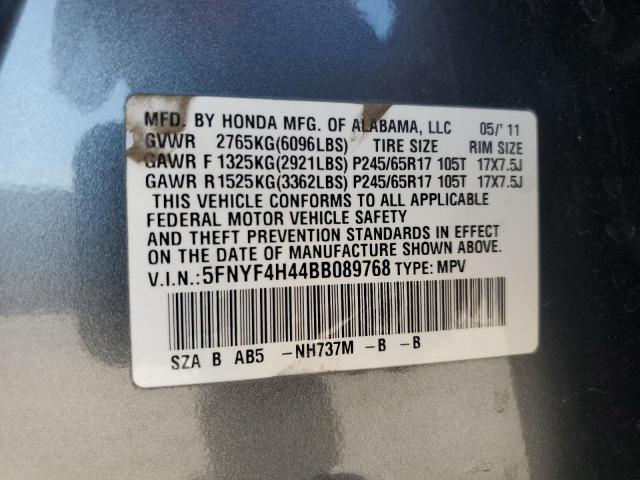 MFD. BY HONDA MFG. OF ALABAMA, LLC 05/'11
GVWR 2765KG(6096LBS) TIRE SIZE RIM SIZE
GAWR F 1325KG(2921LBS) P245/65R17 105T 17X7.5J
GAWR R 1525KG(3362LBS) P245/65R17 105T 17X7.5J
THIS VEHICLE CONFORMS TO ALL APPLICABLE
FEDERAL MOTOR VEHICLE SAFETY
AND THEFT PREVENTION STANDARDS IN EFFECT
ON THE DATE OF MANUFACTURE SHOWN ABOVE.
V.I.N.:5FNYF4H44BB089768 TYPE: MPV
SZA B AB5 -NH737M -B -B